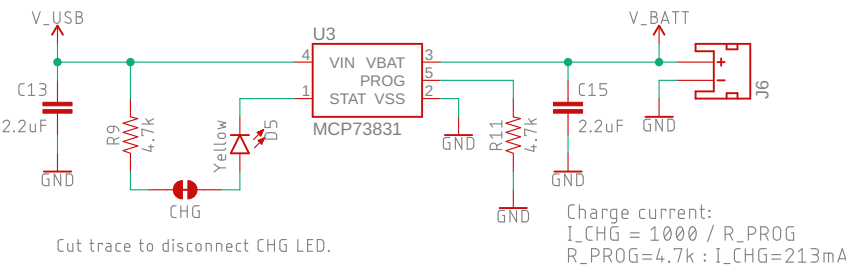 V_USB
V_BATT
U3
4 VIN VBAT 3
PROG 5
1 STAT VSS 2
MCP73831
C13
2.2uF
GND
R9
4.7k
Yellow
D5
CHG
GND
R11
4.7k
GND
C15
2.2uF
GND
+
-
J6
GND
Cut trace to disconnect CHG LED.
Charge current:
I_CHG = 1000 / R_PROG
R_PROG=4.7k : I_CHG=213mA